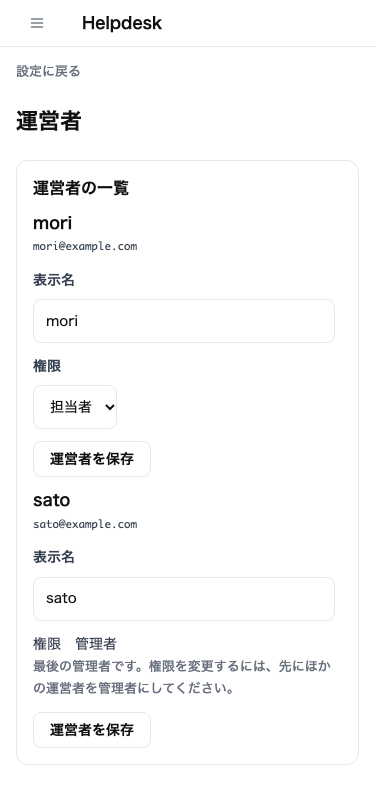 Helpdesk
設定に戻る
運営者
運営者の一覧
mori
mori@example.com
表示名
mori
権限
担当者
運営者を保存
sato
sato@example.com
表示名
sato
権限　管理者
最後の管理者です。権限を変更するには、先にほか
の運営者を管理者にしてください。
運営者を保存